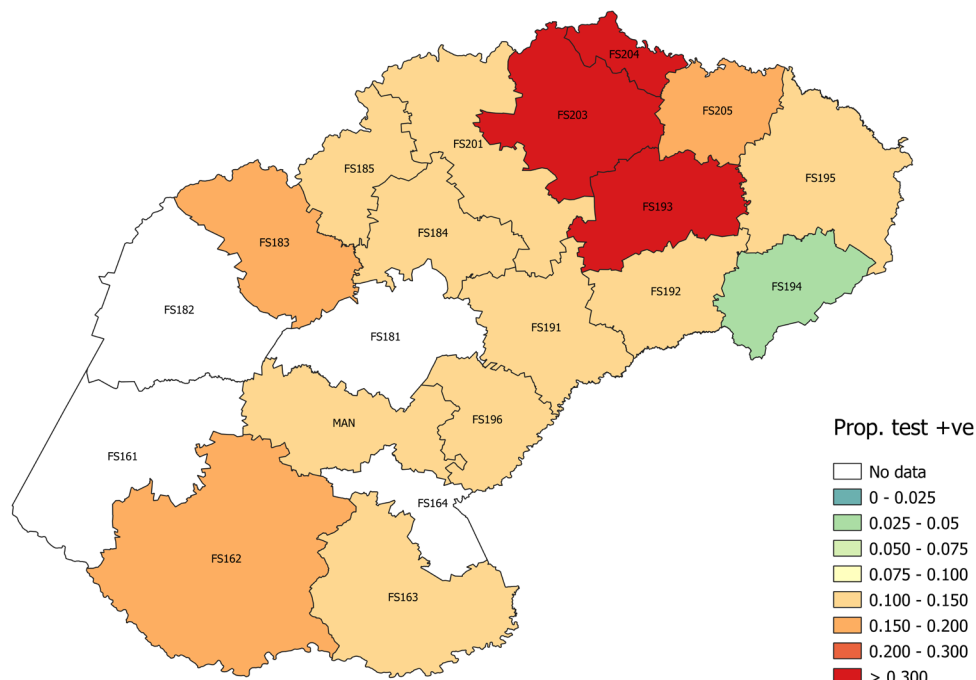 FS204
FS203
FS205
FS201
FS185
FS195
FS193
FS184
FS183
FS194
FS192
FS182
FS191
FS181
MAN
FS196
FS161
FS164
FS162
FS163
Prop. test +ve
No data
0 - 0.025
0.025 - 0.05
0.050 - 0.075
0.075 - 0.100
0.100 - 0.150
0.150 - 0.200
0.200 - 0.300
> 0.300